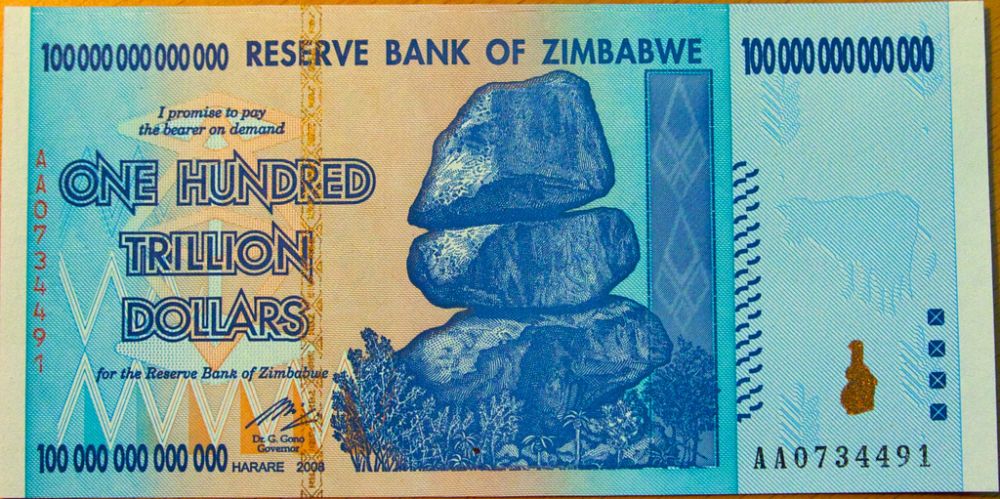 100 000 000 000 000 RESERVE BANK OF ZIMBABWE 100 000 000 000 000
I promise to pay
the bearer on demand
ONE HUNDRED
TRILLION
DOLLARS
for the Reserve Bank of Zimbabwe
Dr. G. Gono
Governor
100 000 000 000 000 HARARE 2008
AA0734491
AA0734491